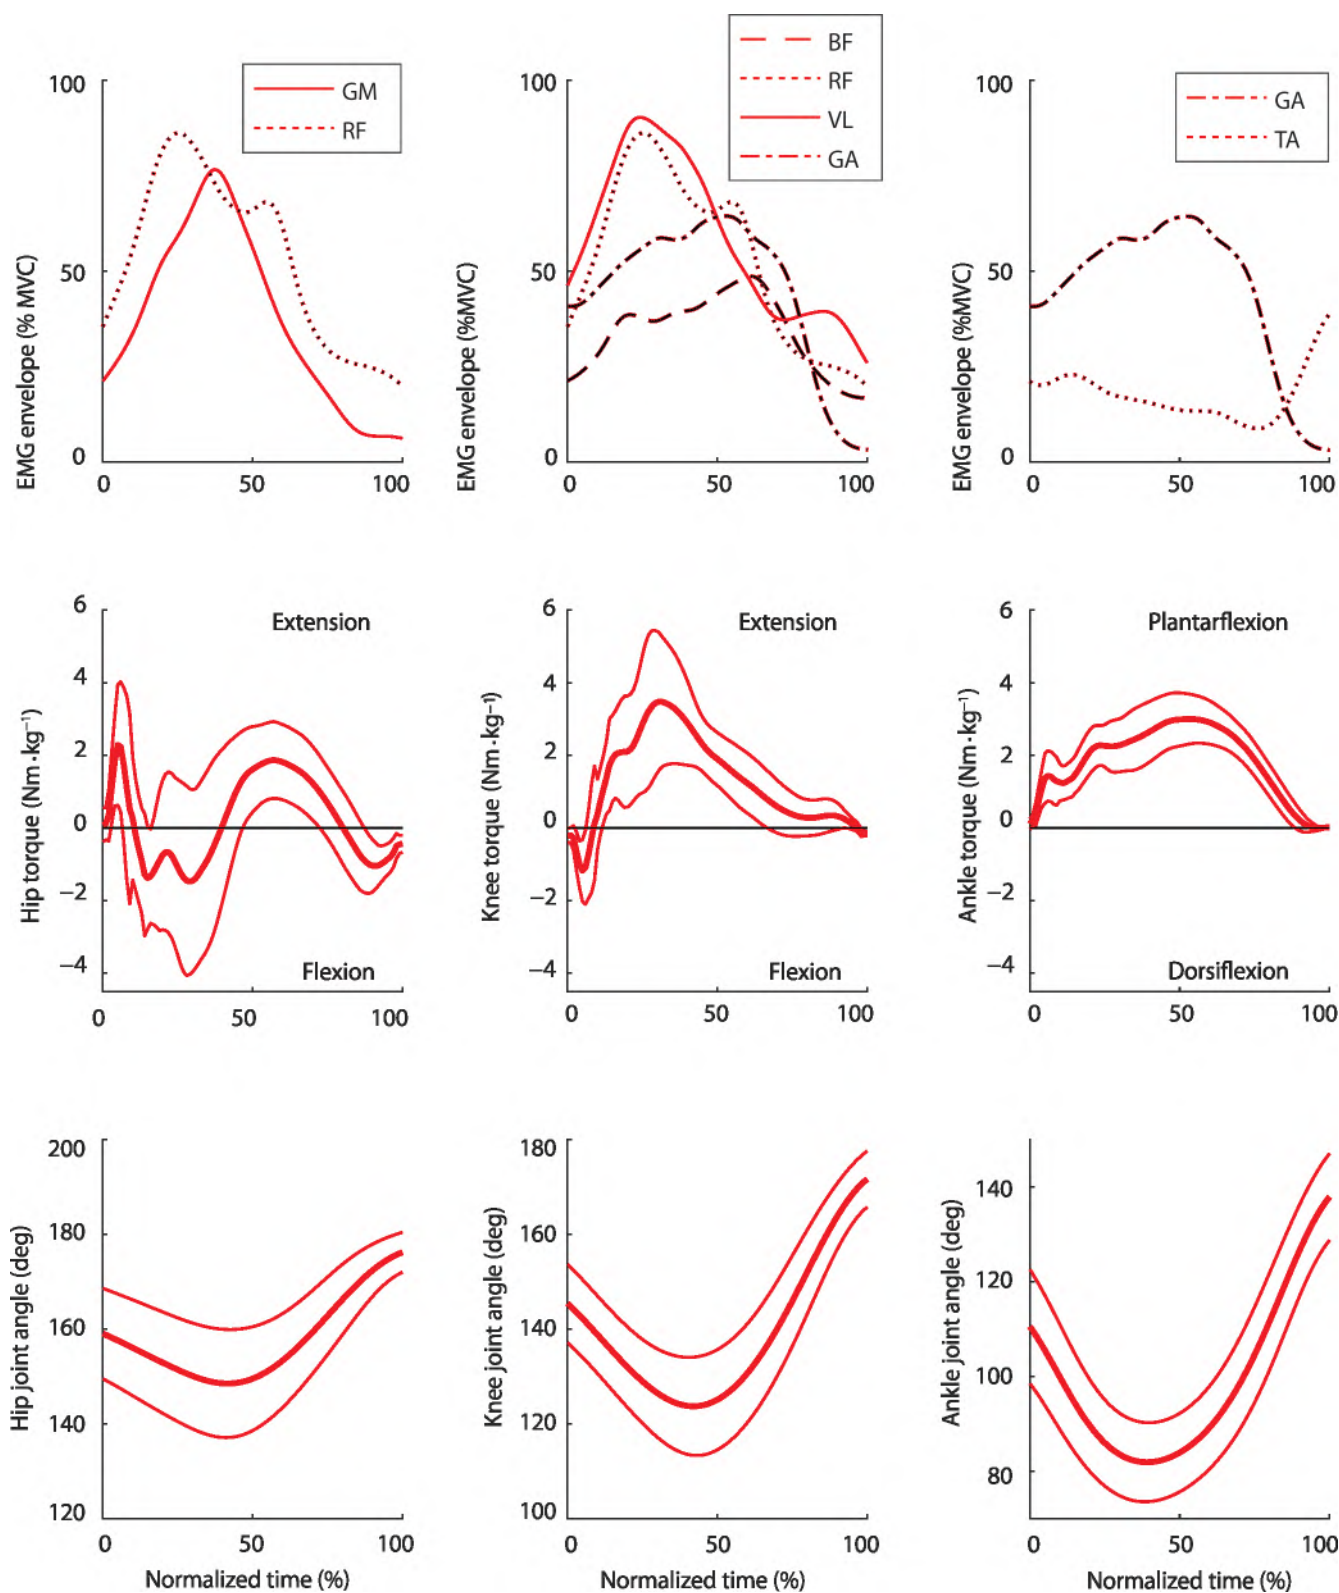 GM
RF
100
50
0
EMG envelope (% MVC)
0
50
100
BF
RF
VL
GA
100
50
0
EMG envelope (%MVC)
0
50
100
GA
TA
100
50
0
EMG envelope (%MVC)
0
50
100
6
4
2
0
−2
−4
Hip torque (Nm·kg⁻¹)
Extension
Flexion
0
50
100
6
4
2
0
−2
−4
Knee torque (Nm·kg⁻¹)
Extension
Flexion
0
50
100
6
4
2
0
−2
−4
Ankle torque (Nm·kg⁻¹)
Plantarflexion
Dorsiflexion
0
50
100
200
180
160
140
120
Hip joint angle (deg)
0
50
100
Normalized time (%)
180
160
140
120
100
Knee joint angle (deg)
0
50
100
Normalized time (%)
140
120
100
80
Ankle joint angle (deg)
0
50
100
Normalized time (%)